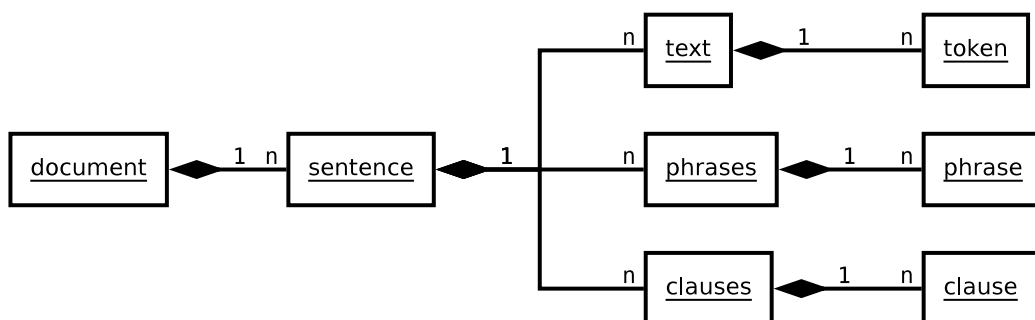 n text 1 n token
document 1 n sentence 1 n phrases 1 n phrase
n clauses 1 n clause